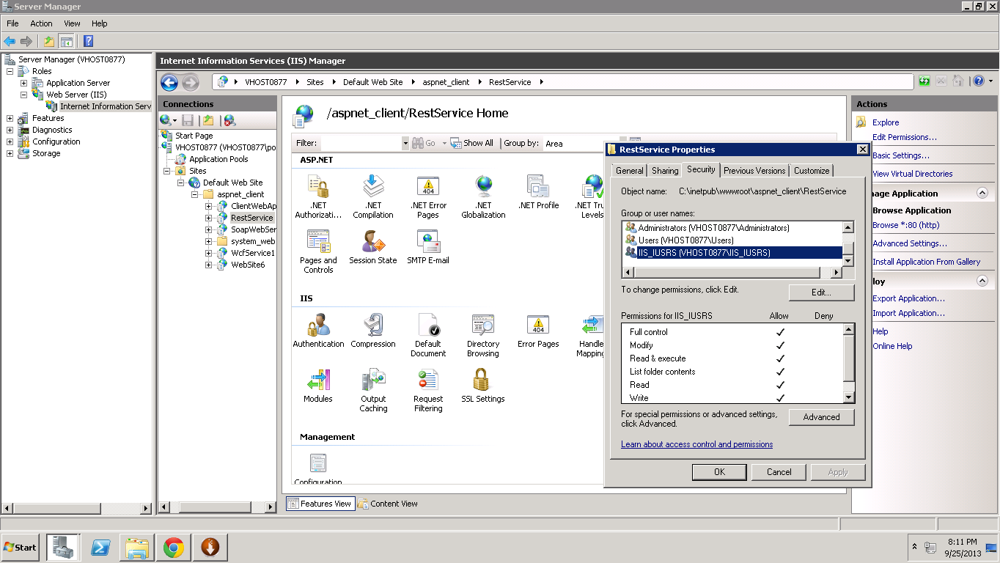 Server Manager
File Action View Help
Server Manager (VHOST0877)
Roles
Application Server
Web Server (IIS)
Internet Information Serv
Features
Diagnostics
Configuration
Storage
Internet Information Services (IIS) Manager
VHOST0877 Sites Default Web Site aspnet_client RestService
Connections
Start Page
VHOST0877 (VHOST0877\po
Application Pools
Sites
Default Web Site
aspnet_client
ClientWebAp
RestService
SoapWebSer
system_web
WcfService1
WebSite6
/aspnet_client/RestService Home
Filter: Go Show All Group by: Area
ASP.NET
.NET Authorizati...
.NET Compilation
.NET Error Pages
.NET Globalization
.NET Profile
.NET Tru
Levels
Pages and Controls
Session State
SMTP E-mail
IIS
Authentication
Compression
Default Document
Directory Browsing
Error Pages
Handle
Mapping
Modules
Output Caching
Request Filtering
SSL Settings
Management
Configuration
Features View Content View
RestService Properties
General Sharing Security Previous Versions Customize
Object name: C:\inetpub\wwwroot\aspnet_client\RestService
Group or user names:
Administrators (VHOST0877\Administrators)
Users (VHOST0877\Users)
IIS_IUSRS (VHOST0877\IIS_IUSRS)
To change permissions, click Edit.
Edit...
Permissions for IIS_IUSRS Allow Deny
Full control
Modify
Read & execute
List folder contents
Read
Write
For special permissions or advanced settings,
click Advanced.
Advanced
Learn about access control and permissions
OK Cancel Apply
Actions
Explore
Edit Permissions...
Basic Settings...
View Virtual Directories
nage Application
Browse Application
Browse *:80 (http)
Advanced Settings...
Install Application From Gallery
loy
Export Application...
Import Application...
Help
Online Help
Start
8:11 PM
9/25/2013